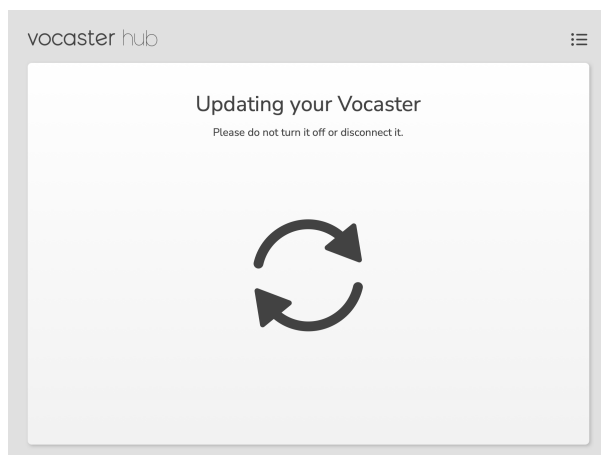 vocaster hub
Updating your Vocaster
Please do not turn it off or disconnect it.